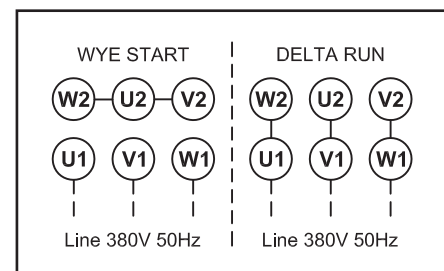 WYE START DELTA RUN
W2 U2 V2 W2 U2 V2
U1 V1 W1 U1 V1 W1
Line 380V 50Hz Line 380V 50Hz